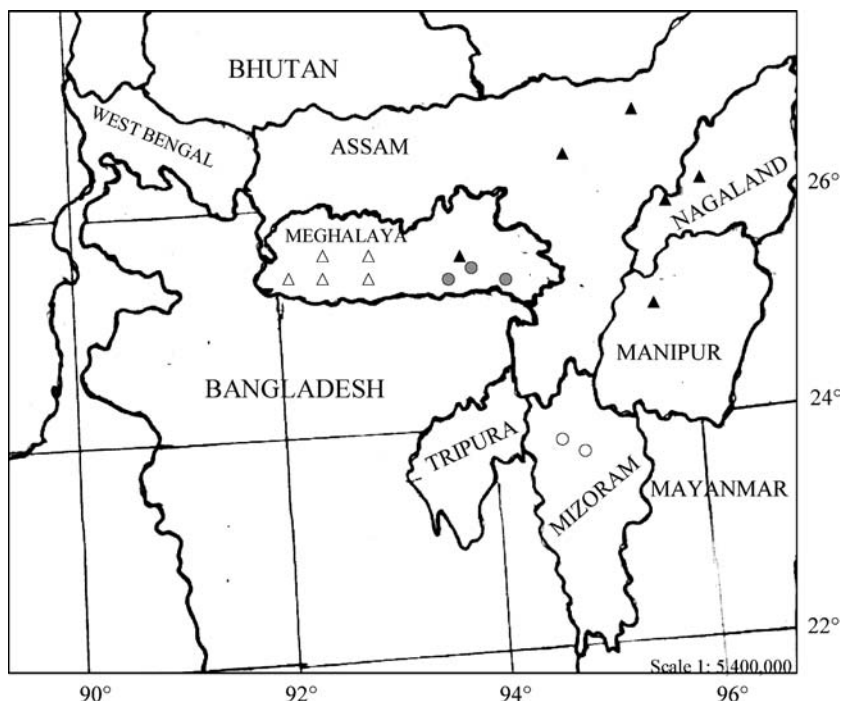 BHUTAN
WEST BENGAL
ASSAM
26°
NAGALAND
MEGHALAYA
MANIPUR
BANGLADESH
24°
TRIPURA
MIZORAM
MAYANMAR
22°
Scale 1: 5,400,000
90°
92°
94°
96°